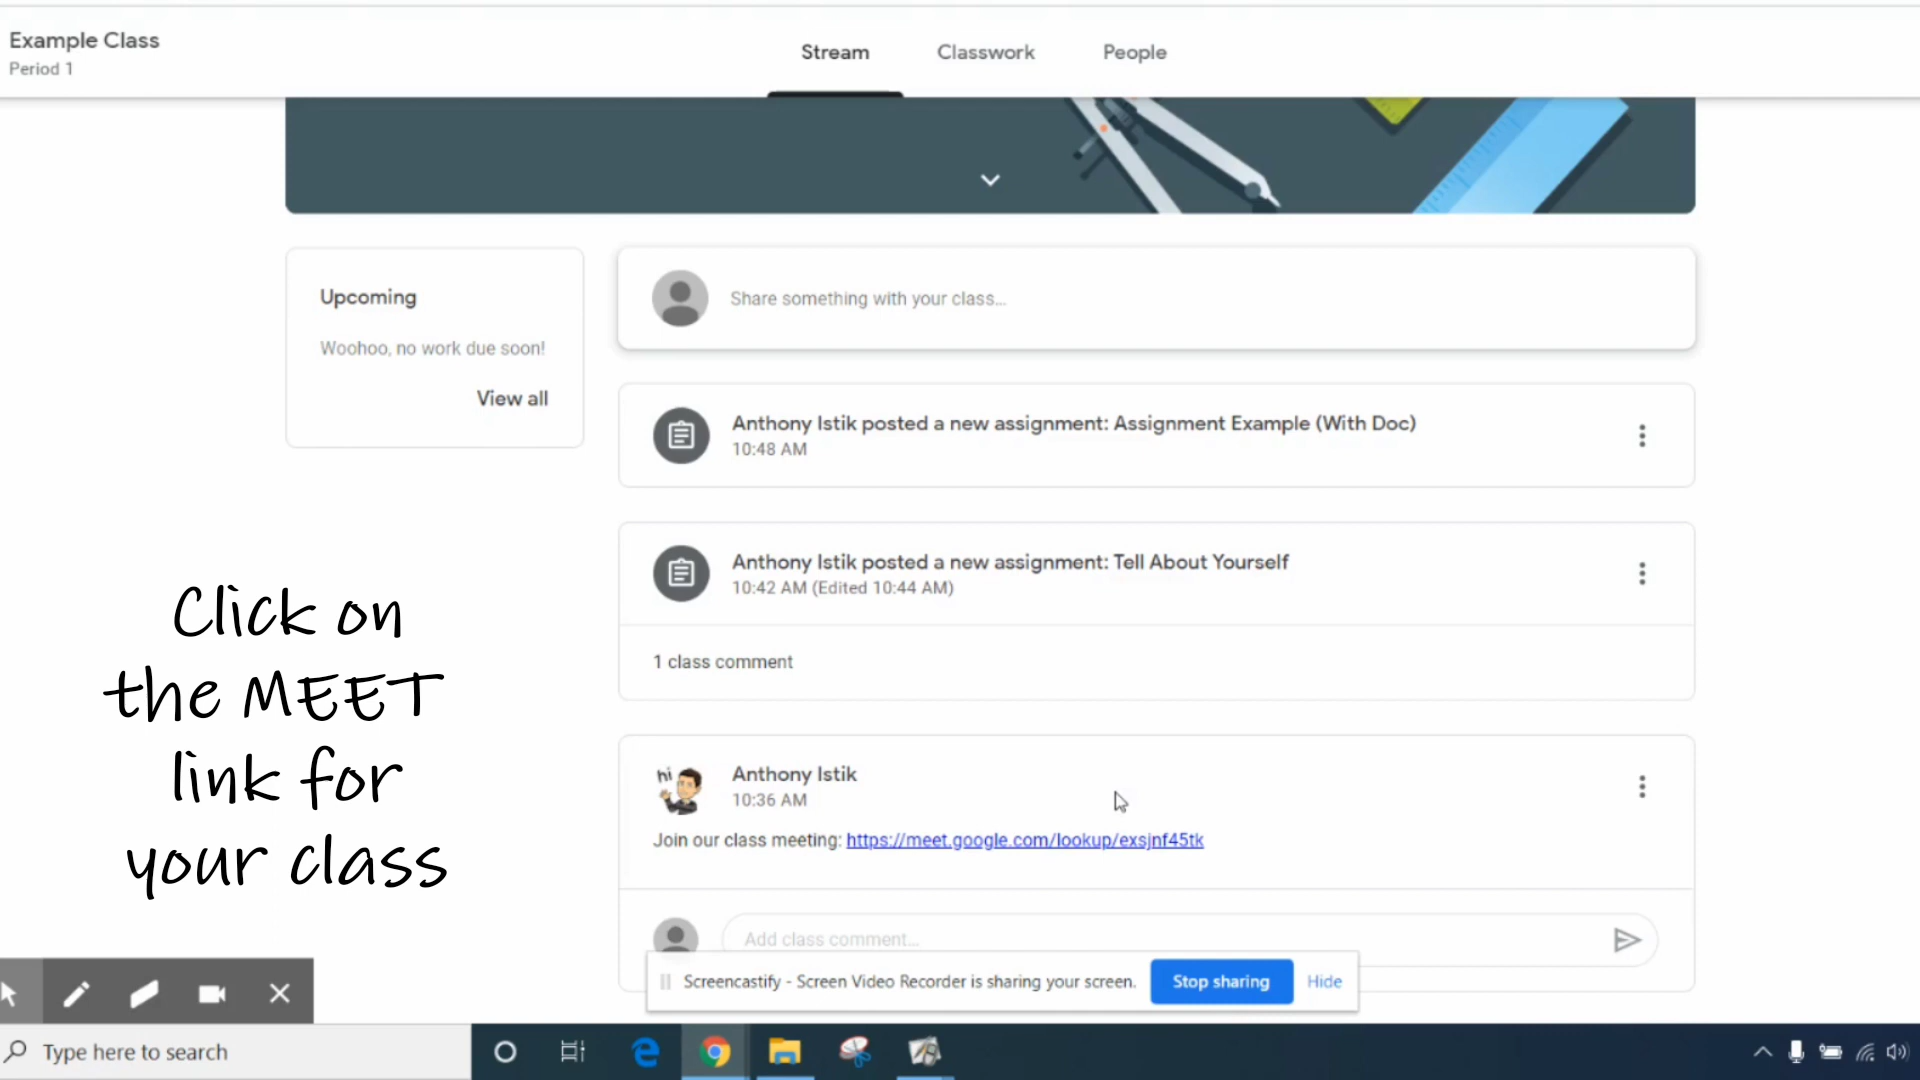 Example Class
Period 1
Stream
Classwork
People
Upcoming
Woohoo, no work due soon!
View all
Share something with your class...
Anthony Istik posted a new assignment: Assignment Example (With Doc)
10:48 AM
Anthony Istik posted a new assignment: Tell About Yourself
10:42 AM (Edited 10:44 AM)
1 class comment
Click on
the MEET
link for
your class
hi
Anthony Istik
10:36 AM
Join our class meeting: https://meet.google.com/lookup/exsjnf45tk
Add class comment...
Screencastify - Screen Video Recorder is sharing your screen.
Stop sharing
Hide
Type here to search